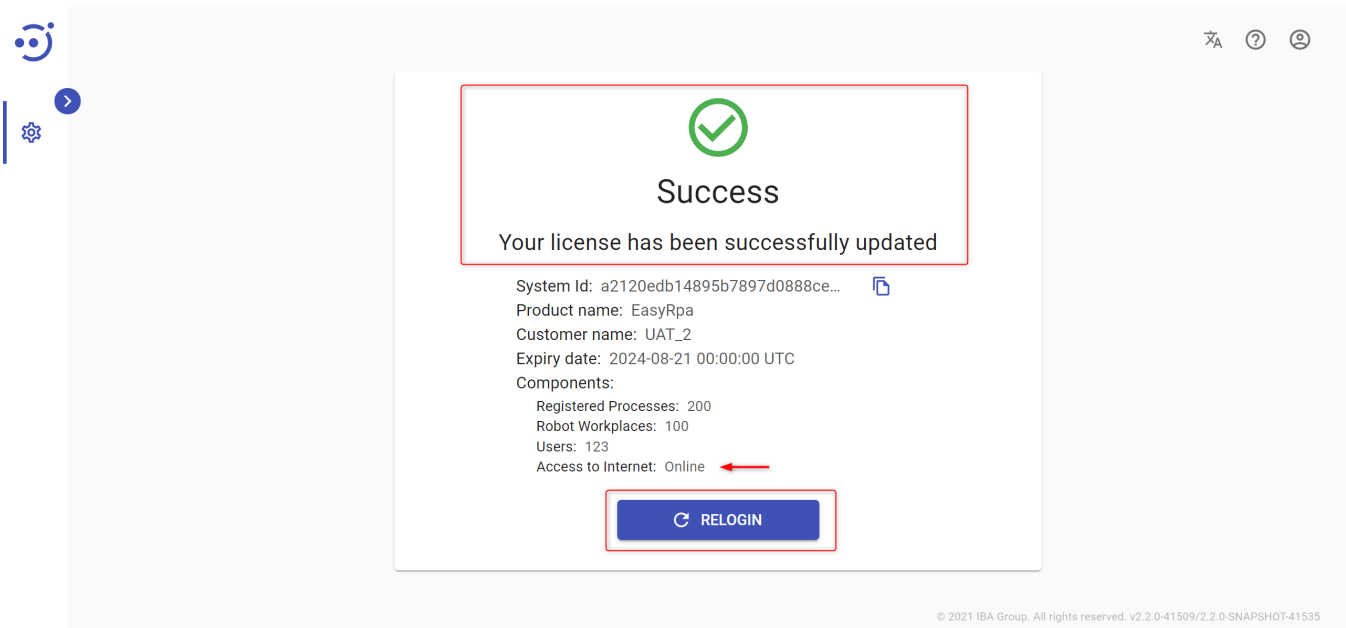 Success
Your license has been successfully updated
System Id: a2120edb14895b7897d0888ce...
Product name: EasyRpa
Customer name: UAT_2
Expiry date: 2024-08-21 00:00:00 UTC
Components:
Registered Processes: 200
Robot Workplaces: 100
Users: 123
Access to Internet: Online
RELOGIN
© 2021 IBA Group. All rights reserved. v2.2.0-41509/2.2.0-SNAPSHOT-41535